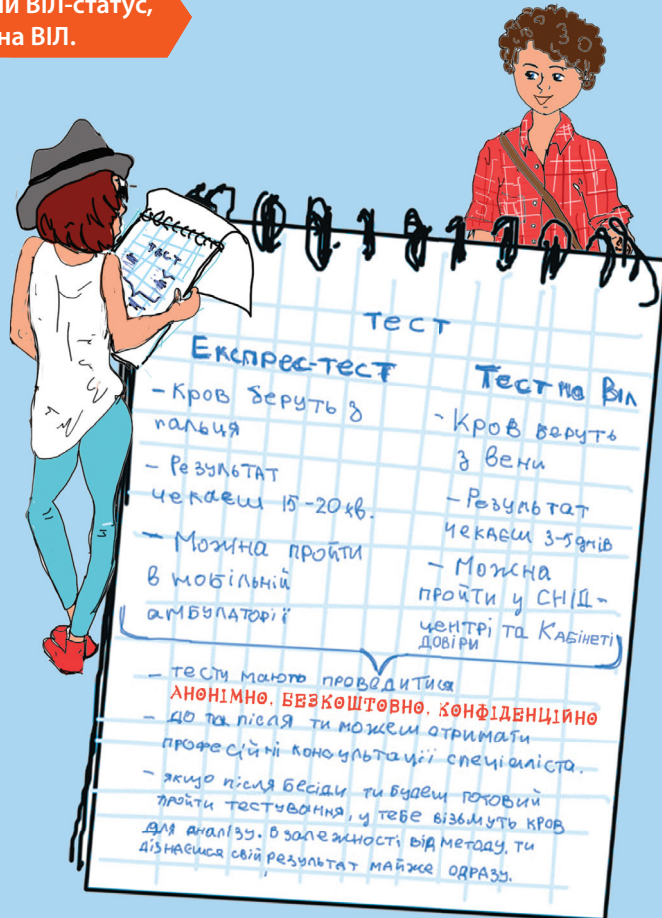 й ВІЛ-статус,
на ВІЛ.
тест
тест
Експрес-тест
– Кров беруть з
пальця
– Результат
чекаєш 15-20 хв.
– Можна пройти
в мобільній
амбулаторії
Тест на ВІЛ
- Кров беруть
з вени
– Результат
чекаєш 3-5 днів
– Можна
пройти у СНІД-
центрі та Кабінеті
довіри
– тести мають проводитися
АНОНІМНО, БЕЗКОШТОВНО, КОНФІДЕНЦІЙНО
– до та після ти можеш отримати
професійні консультації спеціаліста.
– якщо після бесіди ти будеш готовий
пройти тестування, у тебе візьмуть кров
для аналізу. В залежності від методу, ти
дізнаєшся свій результат майже одразу.